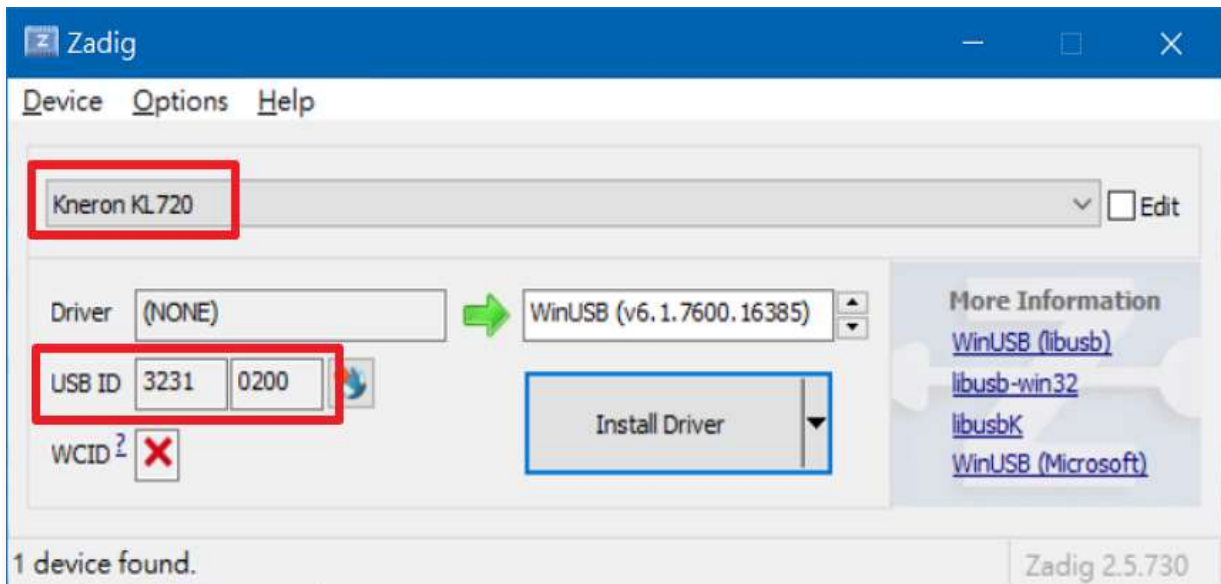 Zadig
Device Options Help
Kneron KL720
Edit
Driver (NONE) WinUSB (v6.1.7600.16385)
USB ID 3231 0200
WCID ?
Install Driver
More Information
WinUSB (libusb)
libusb-win32
libusbK
WinUSB (Microsoft)
1 device found.
Zadig 2.5.730